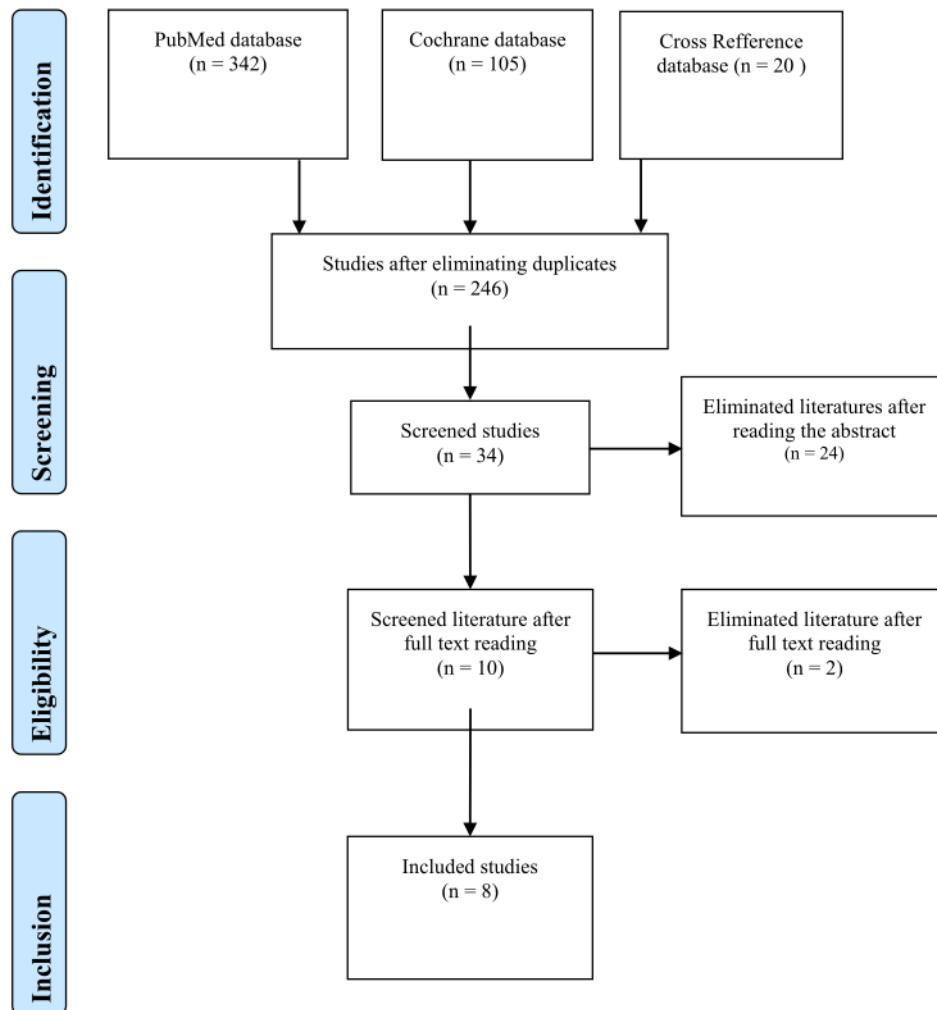 Identification
PubMed database
(n = 342)
Cochrane database
(n = 105)
Cross Refference
database (n = 20 )
Studies after eliminating duplicates
(n = 246)
Screening
Screened studies
(n = 34)
Eliminated literatures after
reading the abstract
(n = 24)
Eligibility
Screened literature after
full text reading
(n = 10)
Eliminated literature after
full text reading
(n = 2)
Inclusion
Included studies
(n = 8)